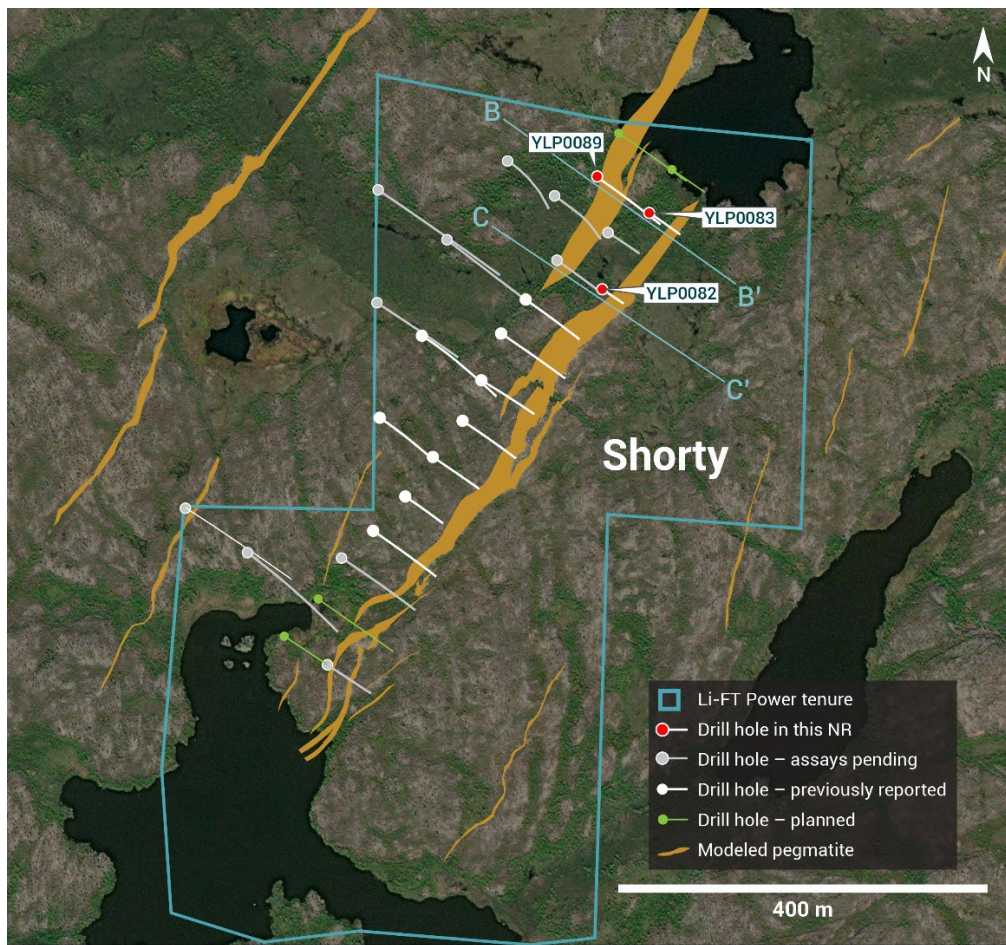 N
B
YLP0089
YLP0083
C
B'
YLP0082
C'
Shorty
Li-FT Power tenure
Drill hole in this NR
Drill hole – assays pending
Drill hole – previously reported
Drill hole – planned
Modeled pegmatite
400 m